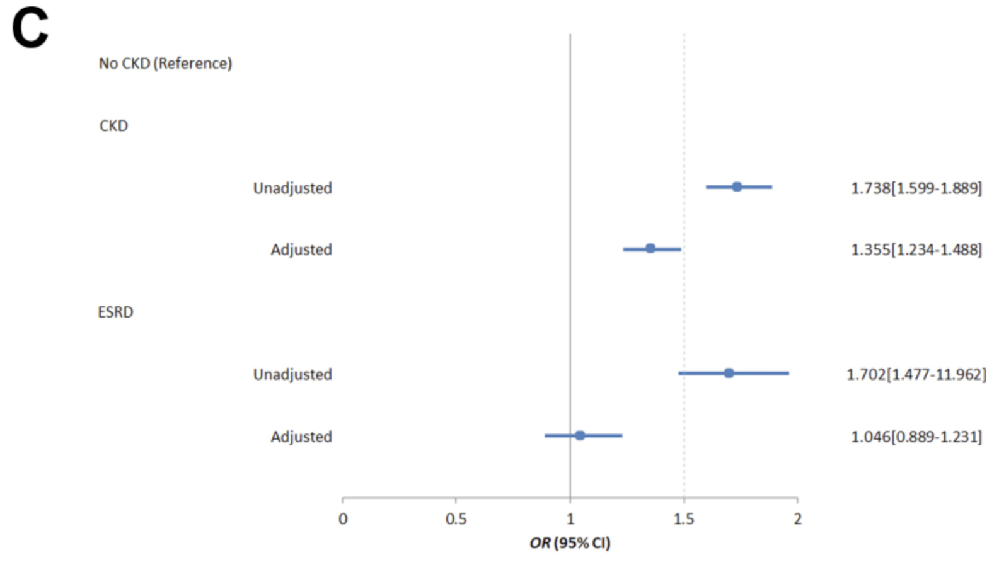 C
No CKD (Reference)
CKD
Unadjusted 1.738[1.599-1.889]
Adjusted 1.355[1.234-1.488]
ESRD
Unadjusted 1.702[1.477-11.962]
Adjusted 1.046[0.889-1.231]
0 0.5 1 1.5 2
OR (95% CI)